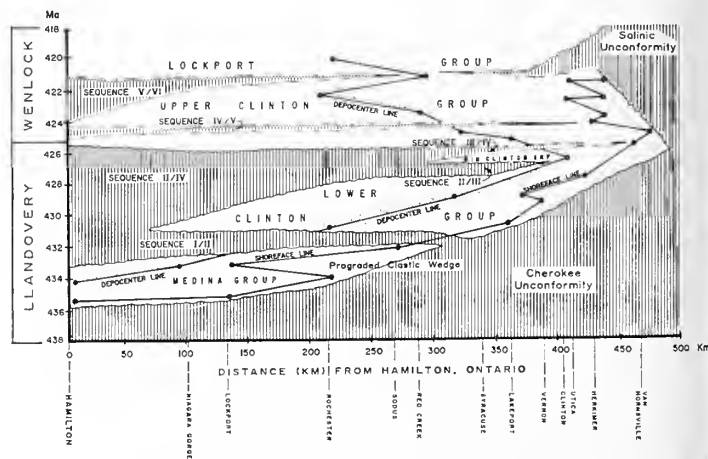 Ma
418
420
422
424
426
428
430
432
434
436
438
WENLOCK
LLANDOVERY
LOCKPORT GROUP
Salinic
Unconformity
SEQUENCE V/VI
UPPER CLINTON GROUP
DEPOCENTER LINE
SEQUENCE IV/V
SEQUENCE III/IV
SEQUENCE II/IV
SEQUENCE II/III
LOWER
CLINTON GROUP
DEPOCENTER LINE
SHOREFACE LINE
SEQUENCE I/II
SHOREFACE LINE
DEPOCENTER LINE
MEDINA GROUP
Prograded Clastic Wedge
Cherokee
Unconformity
0 50 100 150 200 250 300 350 400 450 500 Km
DISTANCE (KM) FROM HAMILTON, ONTARIO
HAMILTON
NIAGARA GORGE
LOCKPORT
ROCHESTER
SODUS
RED CREEK
SYRACUSE
LAKEPORT
VERNON
CLINTON
UTICA
HERKIMER
VAN
HORNSVILLE